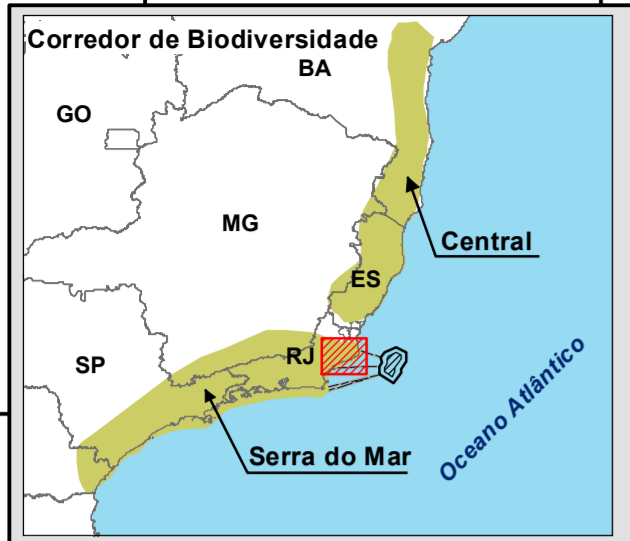 Corredor de Biodiversidade
BA
GO
MG
Central
ES
SP
RJ
Oceano Atlântico
Serra do Mar